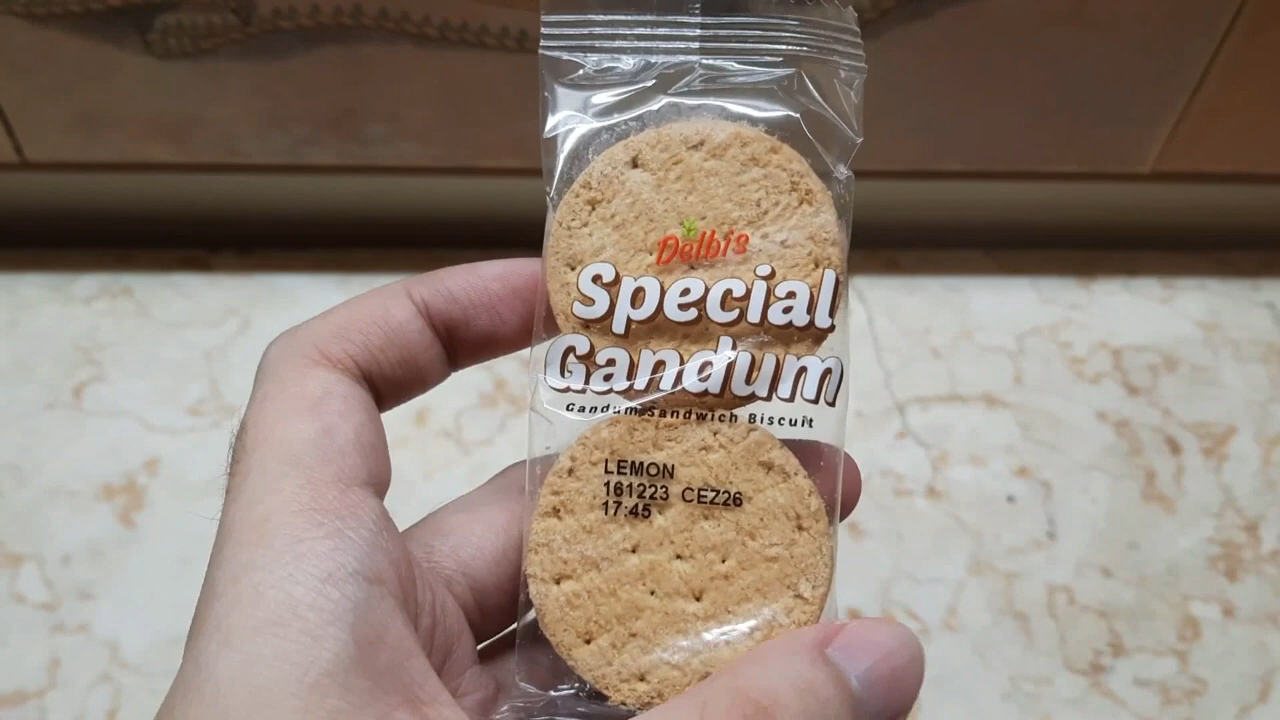 Delbis
Special
Gandum
Gandum Sandwich Biscuit
LEMON
161223 CEZ26
17:45